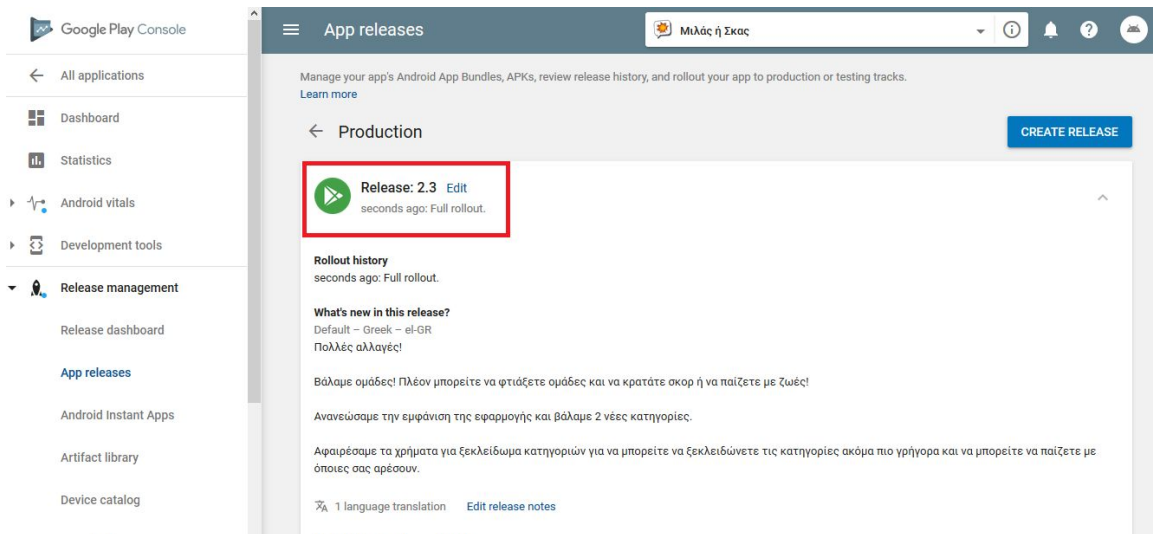 Google Play Console
All applications
Dashboard
Statistics
Android vitals
Development tools
Release management
Release dashboard
App releases
Android Instant Apps
Artifact library
Device catalog
App releases
Μιλάς ή Σκας
Manage your app's Android App Bundles, APKs, review release history, and rollout your app to production or testing tracks.
Learn more
Production
CREATE RELEASE
Release: 2.3 Edit
seconds ago: Full rollout.
Rollout history
seconds ago: Full rollout.
What's new in this release?
Default – Greek – el-GR
Πολλές αλλαγές!
Βάλαμε ομάδες! Πλέον μπορείτε να φτιάξετε ομάδες και να κρατάτε σκορ ή να παίζετε με ζωές!
Ανανεώσαμε την εμφάνιση της εφαρμογής και βάλαμε 2 νέες κατηγορίες.
Αφαιρέσαμε τα χρήματα για ξεκλείδωμα κατηγοριών για να μπορείτε να ξεκλειδώνετε τις κατηγορίες ακόμα πιο γρήγορα και να μπορείτε να παίζετε με
όποιες σας αρέσουν.
1 language translation Edit release notes